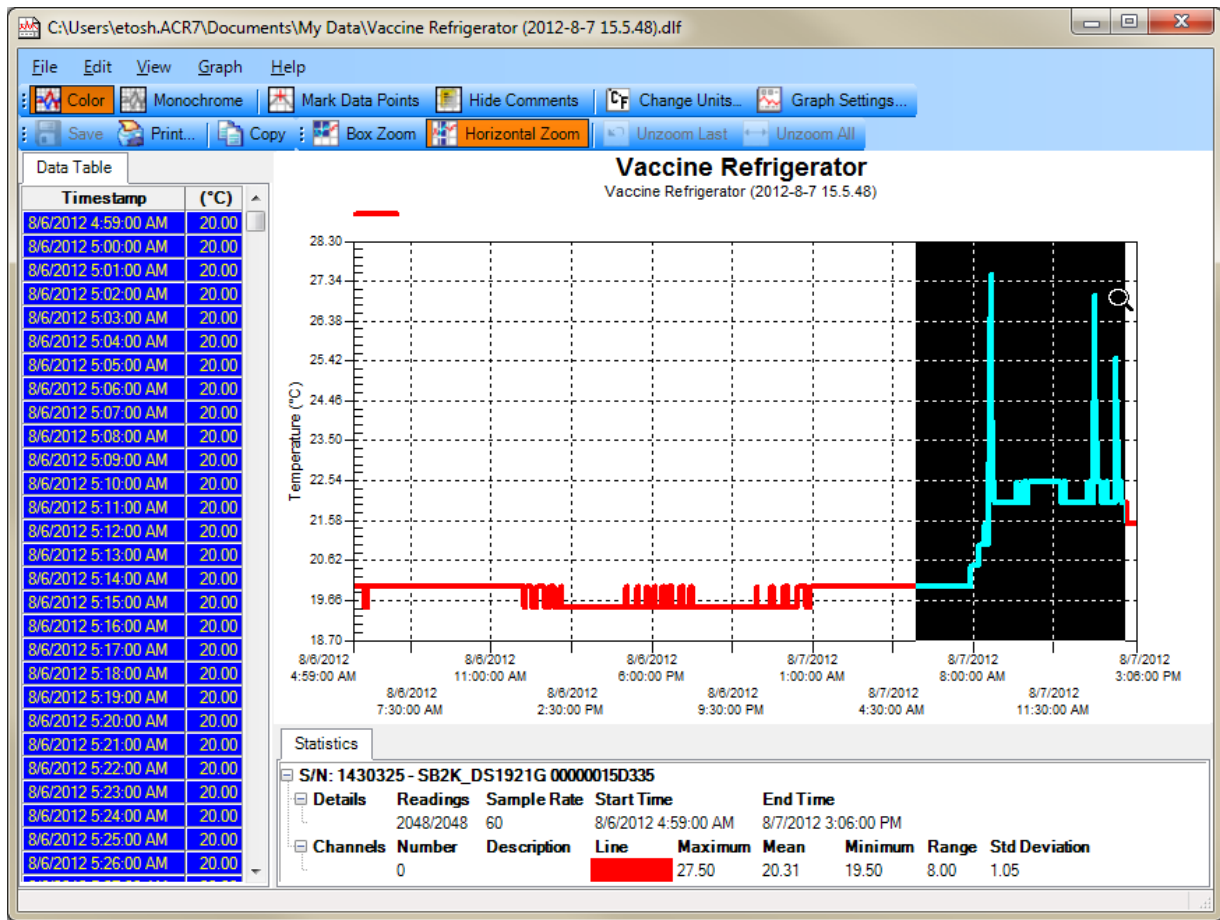 C:\Users\etosh.ACR7\Documents\My Data\Vaccine Refrigerator (2012-8-7 15.5.48).dlf
File Edit View Graph Help
Color Monochrome Mark Data Points Hide Comments Change Units... Graph Settings...
Save Print... Copy Box Zoom Horizontal Zoom Unzoom Last Unzoom All
Data Table
Timestamp (°C)
8/6/2012 4:59:00 AM 20.00
8/6/2012 5:00:00 AM 20.00
8/6/2012 5:01:00 AM 20.00
8/6/2012 5:02:00 AM 20.00
8/6/2012 5:03:00 AM 20.00
8/6/2012 5:04:00 AM 20.00
8/6/2012 5:05:00 AM 20.00
8/6/2012 5:06:00 AM 20.00
8/6/2012 5:07:00 AM 20.00
8/6/2012 5:08:00 AM 20.00
8/6/2012 5:09:00 AM 20.00
8/6/2012 5:10:00 AM 20.00
8/6/2012 5:11:00 AM 20.00
8/6/2012 5:12:00 AM 20.00
8/6/2012 5:13:00 AM 20.00
8/6/2012 5:14:00 AM 20.00
8/6/2012 5:15:00 AM 20.00
8/6/2012 5:16:00 AM 20.00
8/6/2012 5:17:00 AM 20.00
8/6/2012 5:18:00 AM 20.00
8/6/2012 5:19:00 AM 20.00
8/6/2012 5:20:00 AM 20.00
8/6/2012 5:21:00 AM 20.00
8/6/2012 5:22:00 AM 20.00
8/6/2012 5:23:00 AM 20.00
8/6/2012 5:24:00 AM 20.00
8/6/2012 5:25:00 AM 20.00
8/6/2012 5:26:00 AM 20.00
Vaccine Refrigerator
Vaccine Refrigerator (2012-8-7 15.5.48)
Temperature (°C)
28.30
27.34
26.38
25.42
24.46
23.50
22.54
21.58
20.62
19.66
18.70
8/6/2012 8/6/2012 8/6/2012 8/7/2012 8/7/2012 8/7/2012
4:59:00 AM 11:00:00 AM 6:00:00 PM 1:00:00 AM 8:00:00 AM 3:06:00 PM
8/6/2012 8/6/2012 8/6/2012 8/7/2012 8/7/2012
7:30:00 AM 2:30:00 PM 9:30:00 PM 4:30:00 AM 11:30:00 AM
Statistics
S/N: 1430325 - SB2K_DS1921G 00000015D335
Details Readings Sample Rate Start Time End Time
2048/2048 60 8/6/2012 4:59:00 AM 8/7/2012 3:06:00 PM
Channels Number Description Line Maximum Mean Minimum Range Std Deviation
0 27.50 20.31 19.50 8.00 1.05